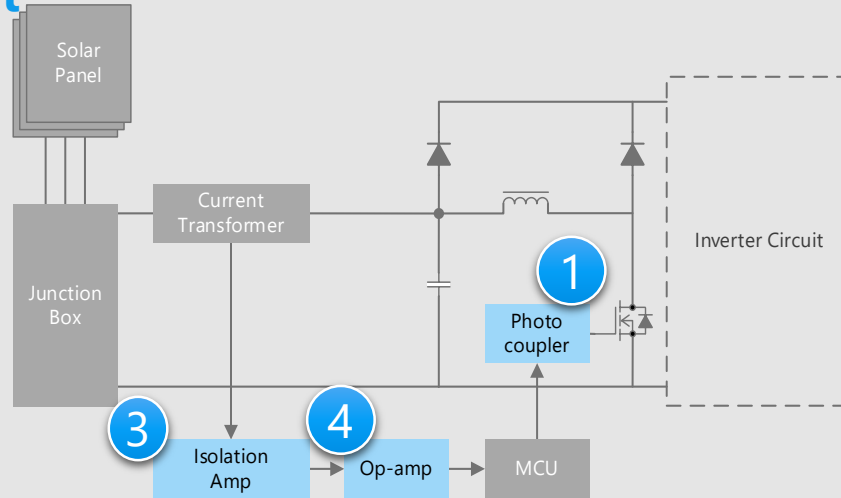 t
Solar
Panel
Current
Transformer
Junction
Box
Inverter Circuit
1
Photo
coupler
3
4
Isolation
Amp
Op-amp
MCU